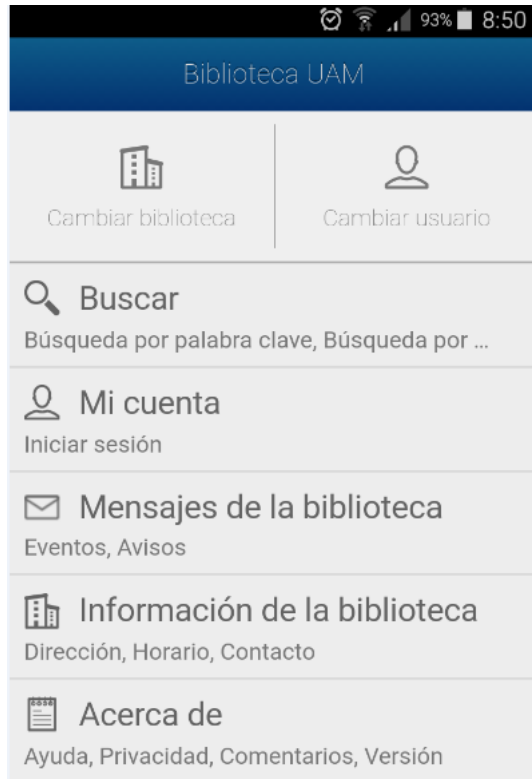 93% 8:50
Biblioteca UAM
Cambiar biblioteca Cambiar usuario
Buscar
Búsqueda por palabra clave, Búsqueda por ...
Mi cuenta
Iniciar sesión
Mensajes de la biblioteca
Eventos, Avisos
Información de la biblioteca
Dirección, Horario, Contacto
Acerca de
Ayuda, Privacidad, Comentarios, Versión